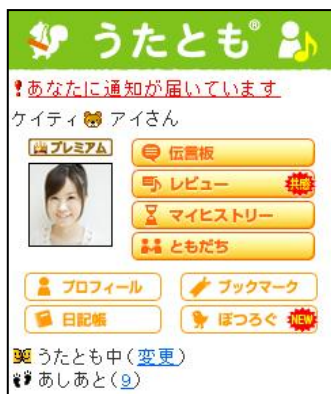 うたとも®
あなたに通知が届いています
ケイティ アイさん
プレミアム
伝言板
レビュー 共感
マイヒストリー
ともだち
プロフィール ブックマーク
日記帳 ぽつろぐ NEW
うたとも中(変更)
あしあと(9)